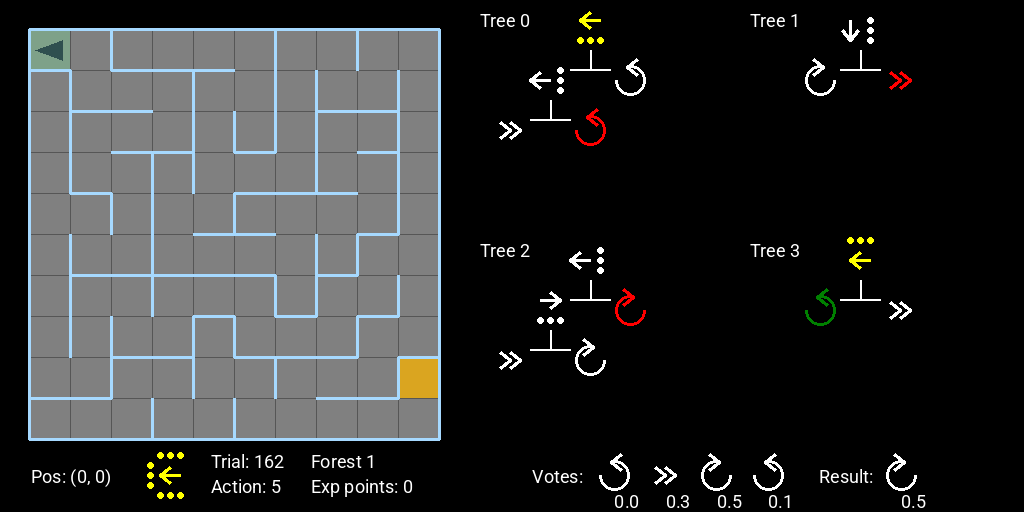 Tree 0
Tree 1
Tree 2
Tree 3
Pos: (0, 0)
Trial: 162
Forest 1
Action: 5
Exp points: 0
Votes:
0.0
0.3
0.5
0.1
Result:
0.5